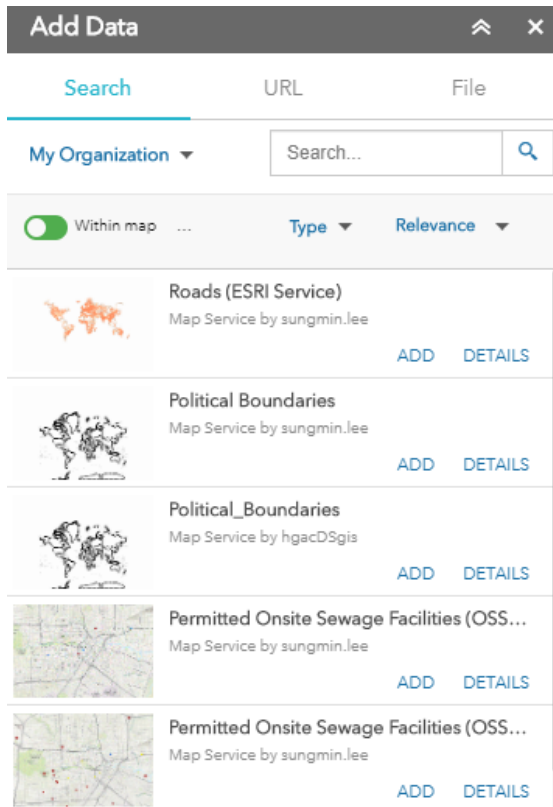 Add Data
Search URL File
My Organization Search...
Within map ... Type Relevance
Roads (ESRI Service)
Map Service by sungmin.lee
ADD DETAILS
Political Boundaries
Map Service by sungmin.lee
ADD DETAILS
Political_Boundaries
Map Service by hgacDSgis
ADD DETAILS
Permitted Onsite Sewage Facilities (OSS...
Map Service by sungmin.lee
ADD DETAILS
Permitted Onsite Sewage Facilities (OSS...
Map Service by sungmin.lee
ADD DETAILS